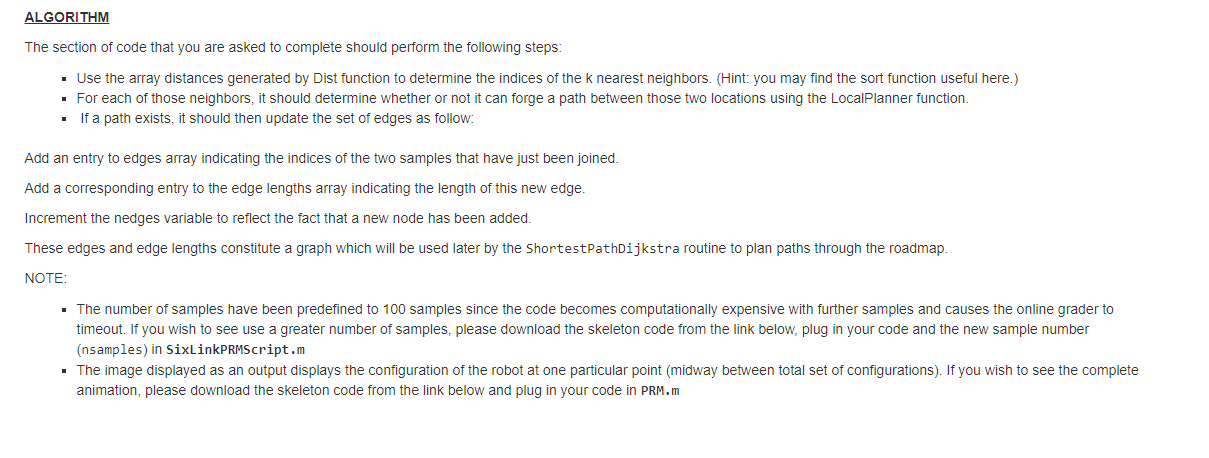 ALGORITHM
The section of code that you are asked to complete should perform the following steps:
▪ Use the array distances generated by Dist function to determine the indices of the k nearest neighbors. (Hint: you may find the sort function useful here.)
▪ For each of those neighbors, it should determine whether or not it can forge a path between those two locations using the LocalPlanner function.
▪ If a path exists, it should then update the set of edges as follow:
Add an entry to edges array indicating the indices of the two samples that have just been joined.
Add a corresponding entry to the edge lengths array indicating the length of this new edge.
Increment the nedges variable to reflect the fact that a new node has been added.
These edges and edge lengths constitute a graph which will be used later by the ShortestPathDijkstra routine to plan paths through the roadmap.
NOTE:
▪ The number of samples have been predefined to 100 samples since the code becomes computationally expensive with further samples and causes the online grader to
timeout. If you wish to see use a greater number of samples, please download the skeleton code from the link below, plug in your code and the new sample number
(nsamples) in SixLinkPRMScript.m
▪ The image displayed as an output displays the configuration of the robot at one particular point (midway between total set of configurations). If you wish to see the complete
animation, please download the skeleton code from the link below and plug in your code in PRM.m